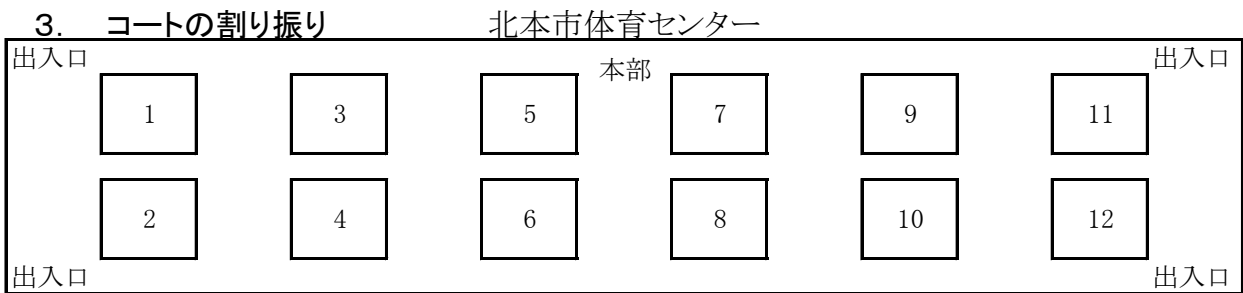 3. コートの割り振り 北本市体育センター
出入口 本部 出入口
1 3 5 7 9 11
2 4 6 8 10 12
出入口 出入口